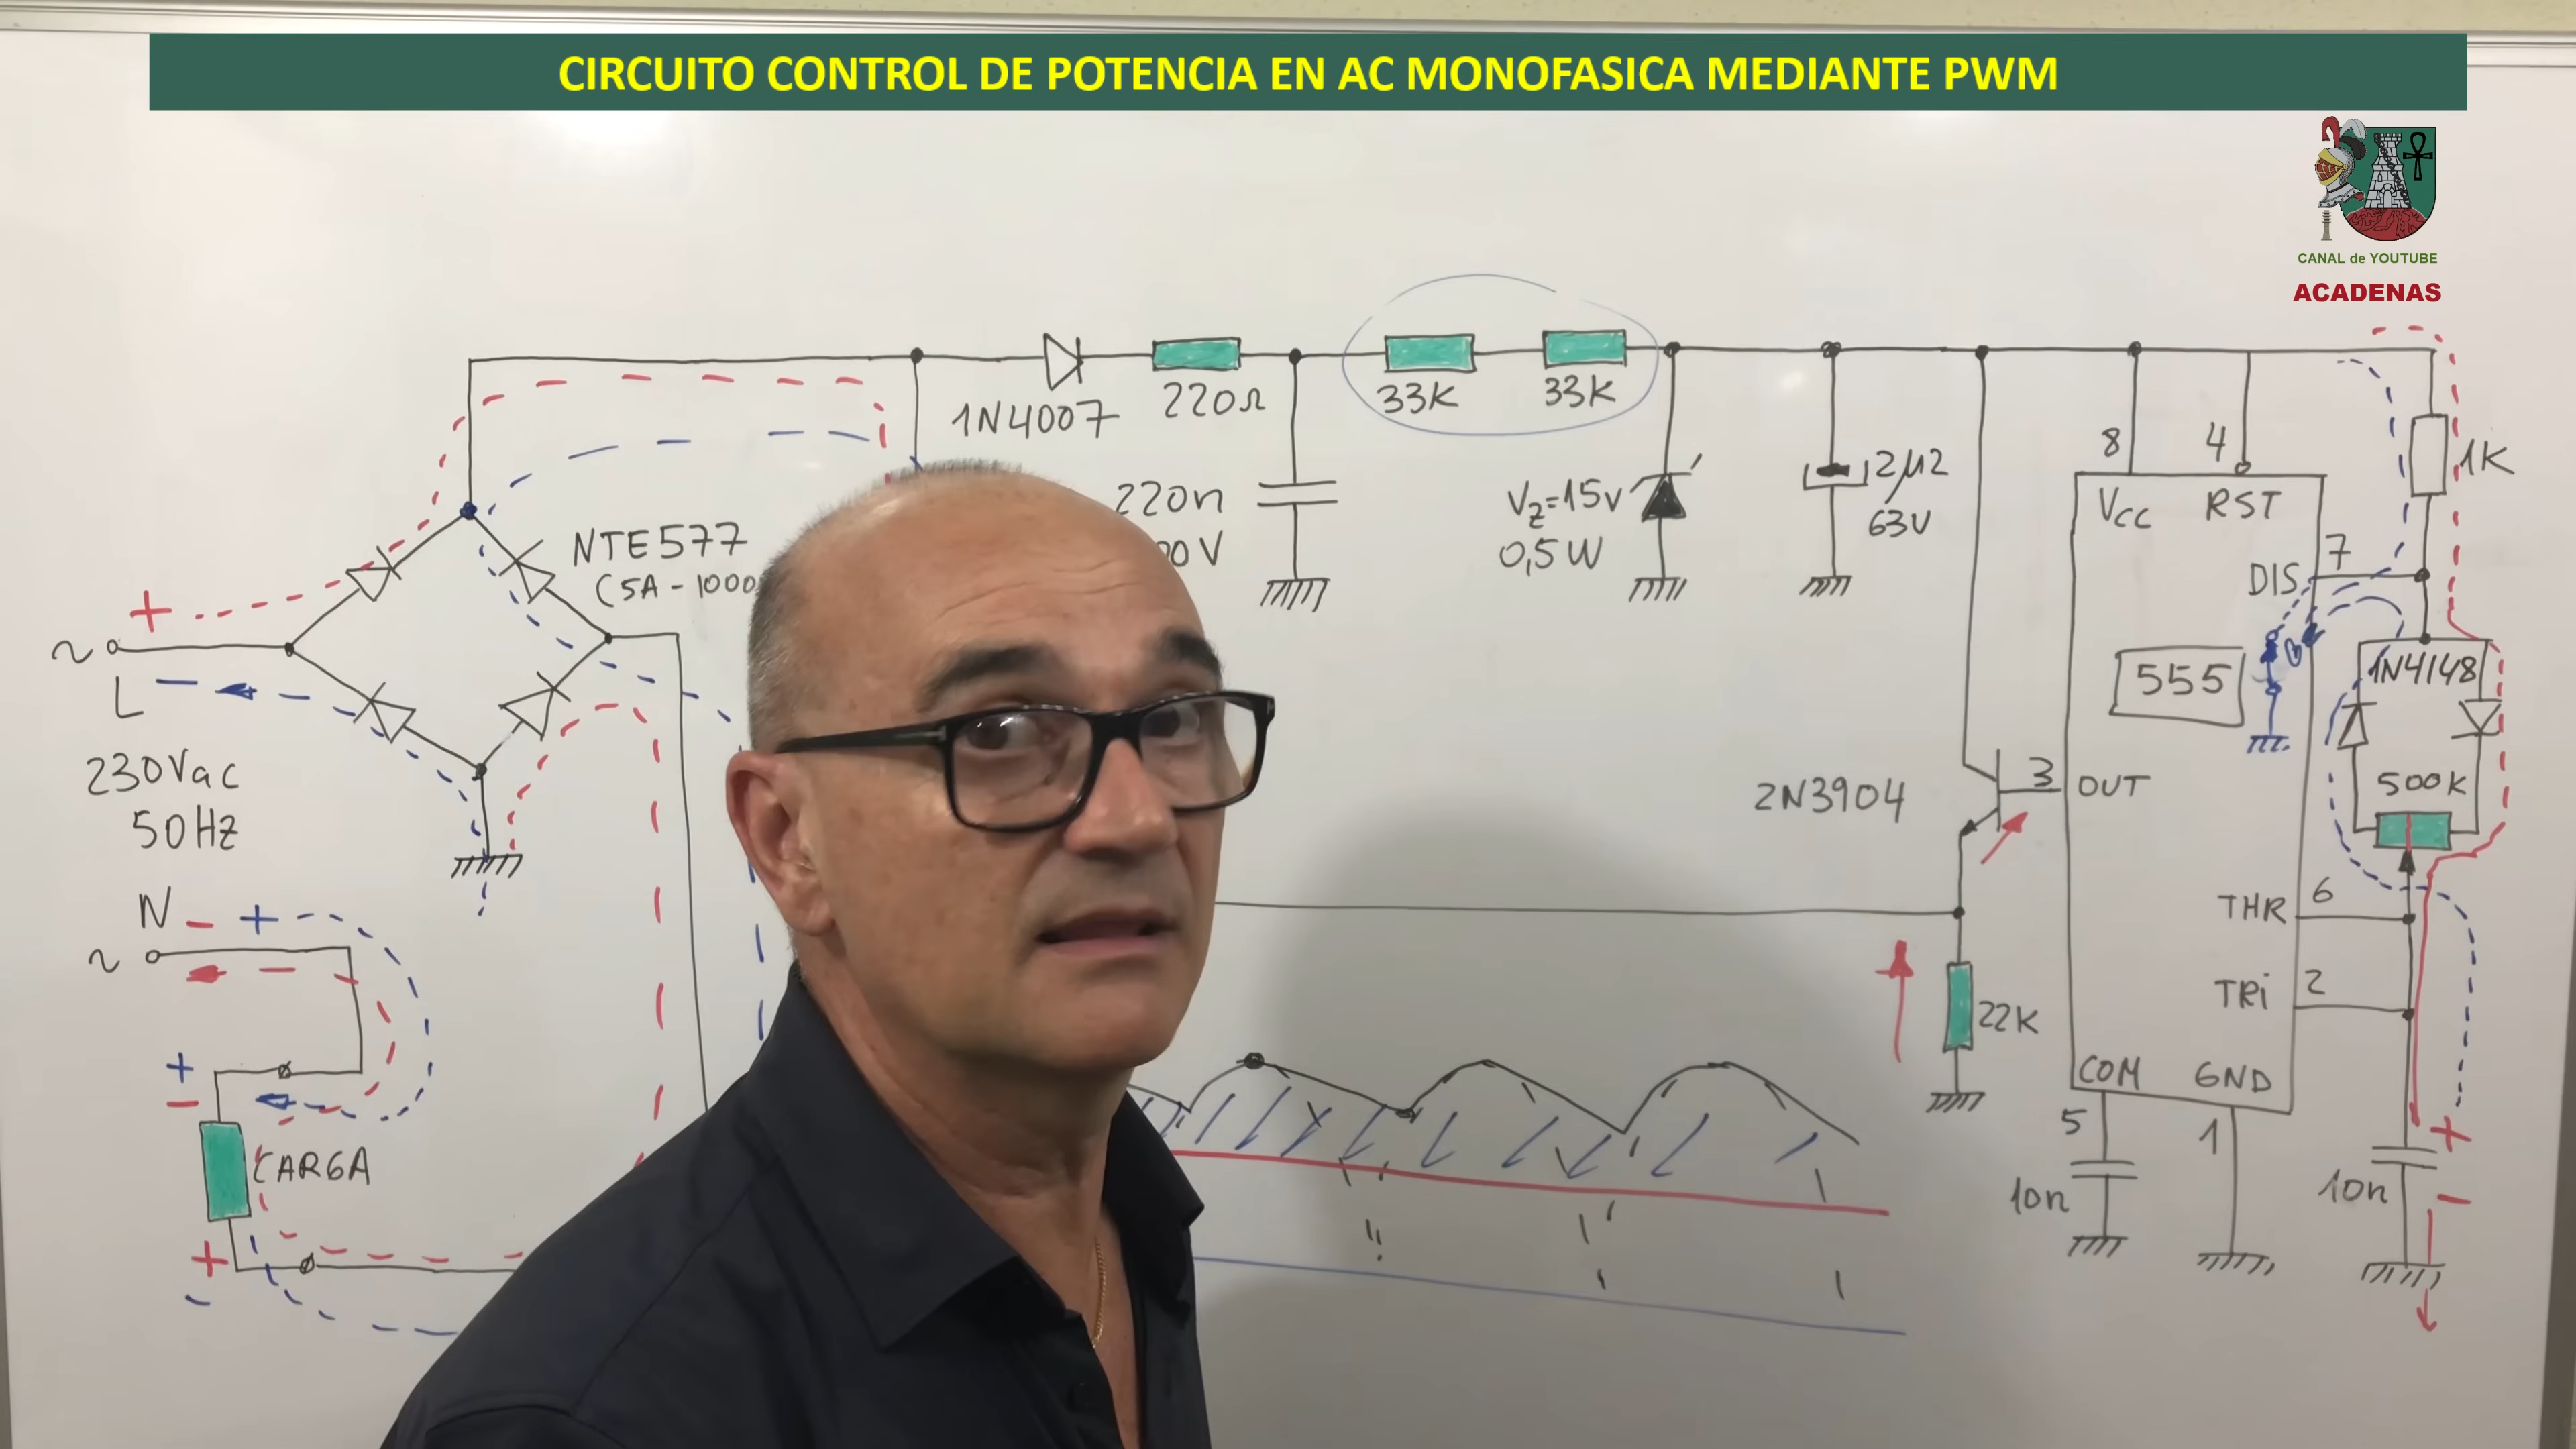 CIRCUITO CONTROL DE POTENCIA EN AC MONOFASICA MEDIANTE PWM
CANAL de YOUTUBE
ACADENAS
1N4007
220Ω
33K
33K
220n
V
Vz=15v
0,5W
2µ2
63V
8
4
1K
Vcc
RST
7
DIS
NTE577
(5A - 1000
+
~
L
230Vac
50Hz
555
1N4148
500K
2N3904
3
OUT
THR
6
TRi
2
22K
N - +
~
+
-
CARGA
+
-
COM
GND
5
1
10n
10n
+
-